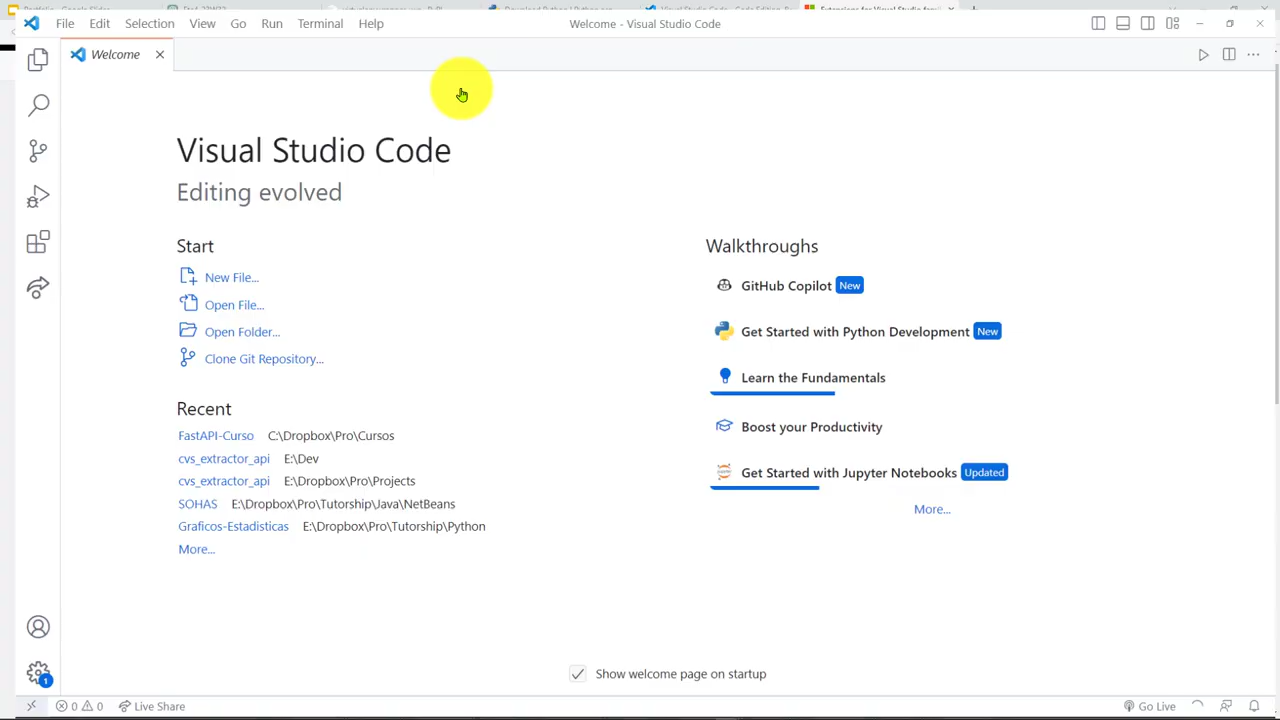 File Edit Selection View Go Run Terminal Help
Welcome - Visual Studio Code
Welcome
Visual Studio Code
Editing evolved
Start
New File...
Open File...
Open Folder...
Clone Git Repository...
Recent
FastAPI-Curso C:\Dropbox\Pro\Cursos
cvs_extractor_api E:\Dev
cvs_extractor_api E:\Dropbox\Pro\Projects
SOHAS E:\Dropbox\Pro\Tutorship\Java\NetBeans
Graficos-Estadisticas E:\Dropbox\Pro\Tutorship\Python
More...
Walkthroughs
GitHub Copilot New
Get Started with Python Development New
Learn the Fundamentals
Boost your Productivity
Get Started with Jupyter Notebooks Updated
More...
Show welcome page on startup
1
0 0 Live Share
Go Live